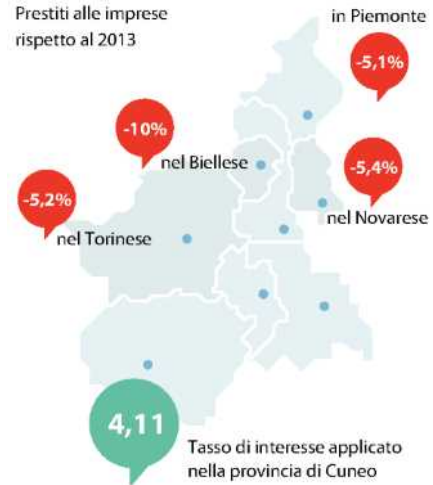 Prestiti alle imprese
rispetto al 2013
in Piemonte
-5,1%
-10%
nel Biellese
-5,4%
nel Novarese
-5,2%
nel Torinese
4,11
Tasso di interesse applicato
nella provincia di Cuneo